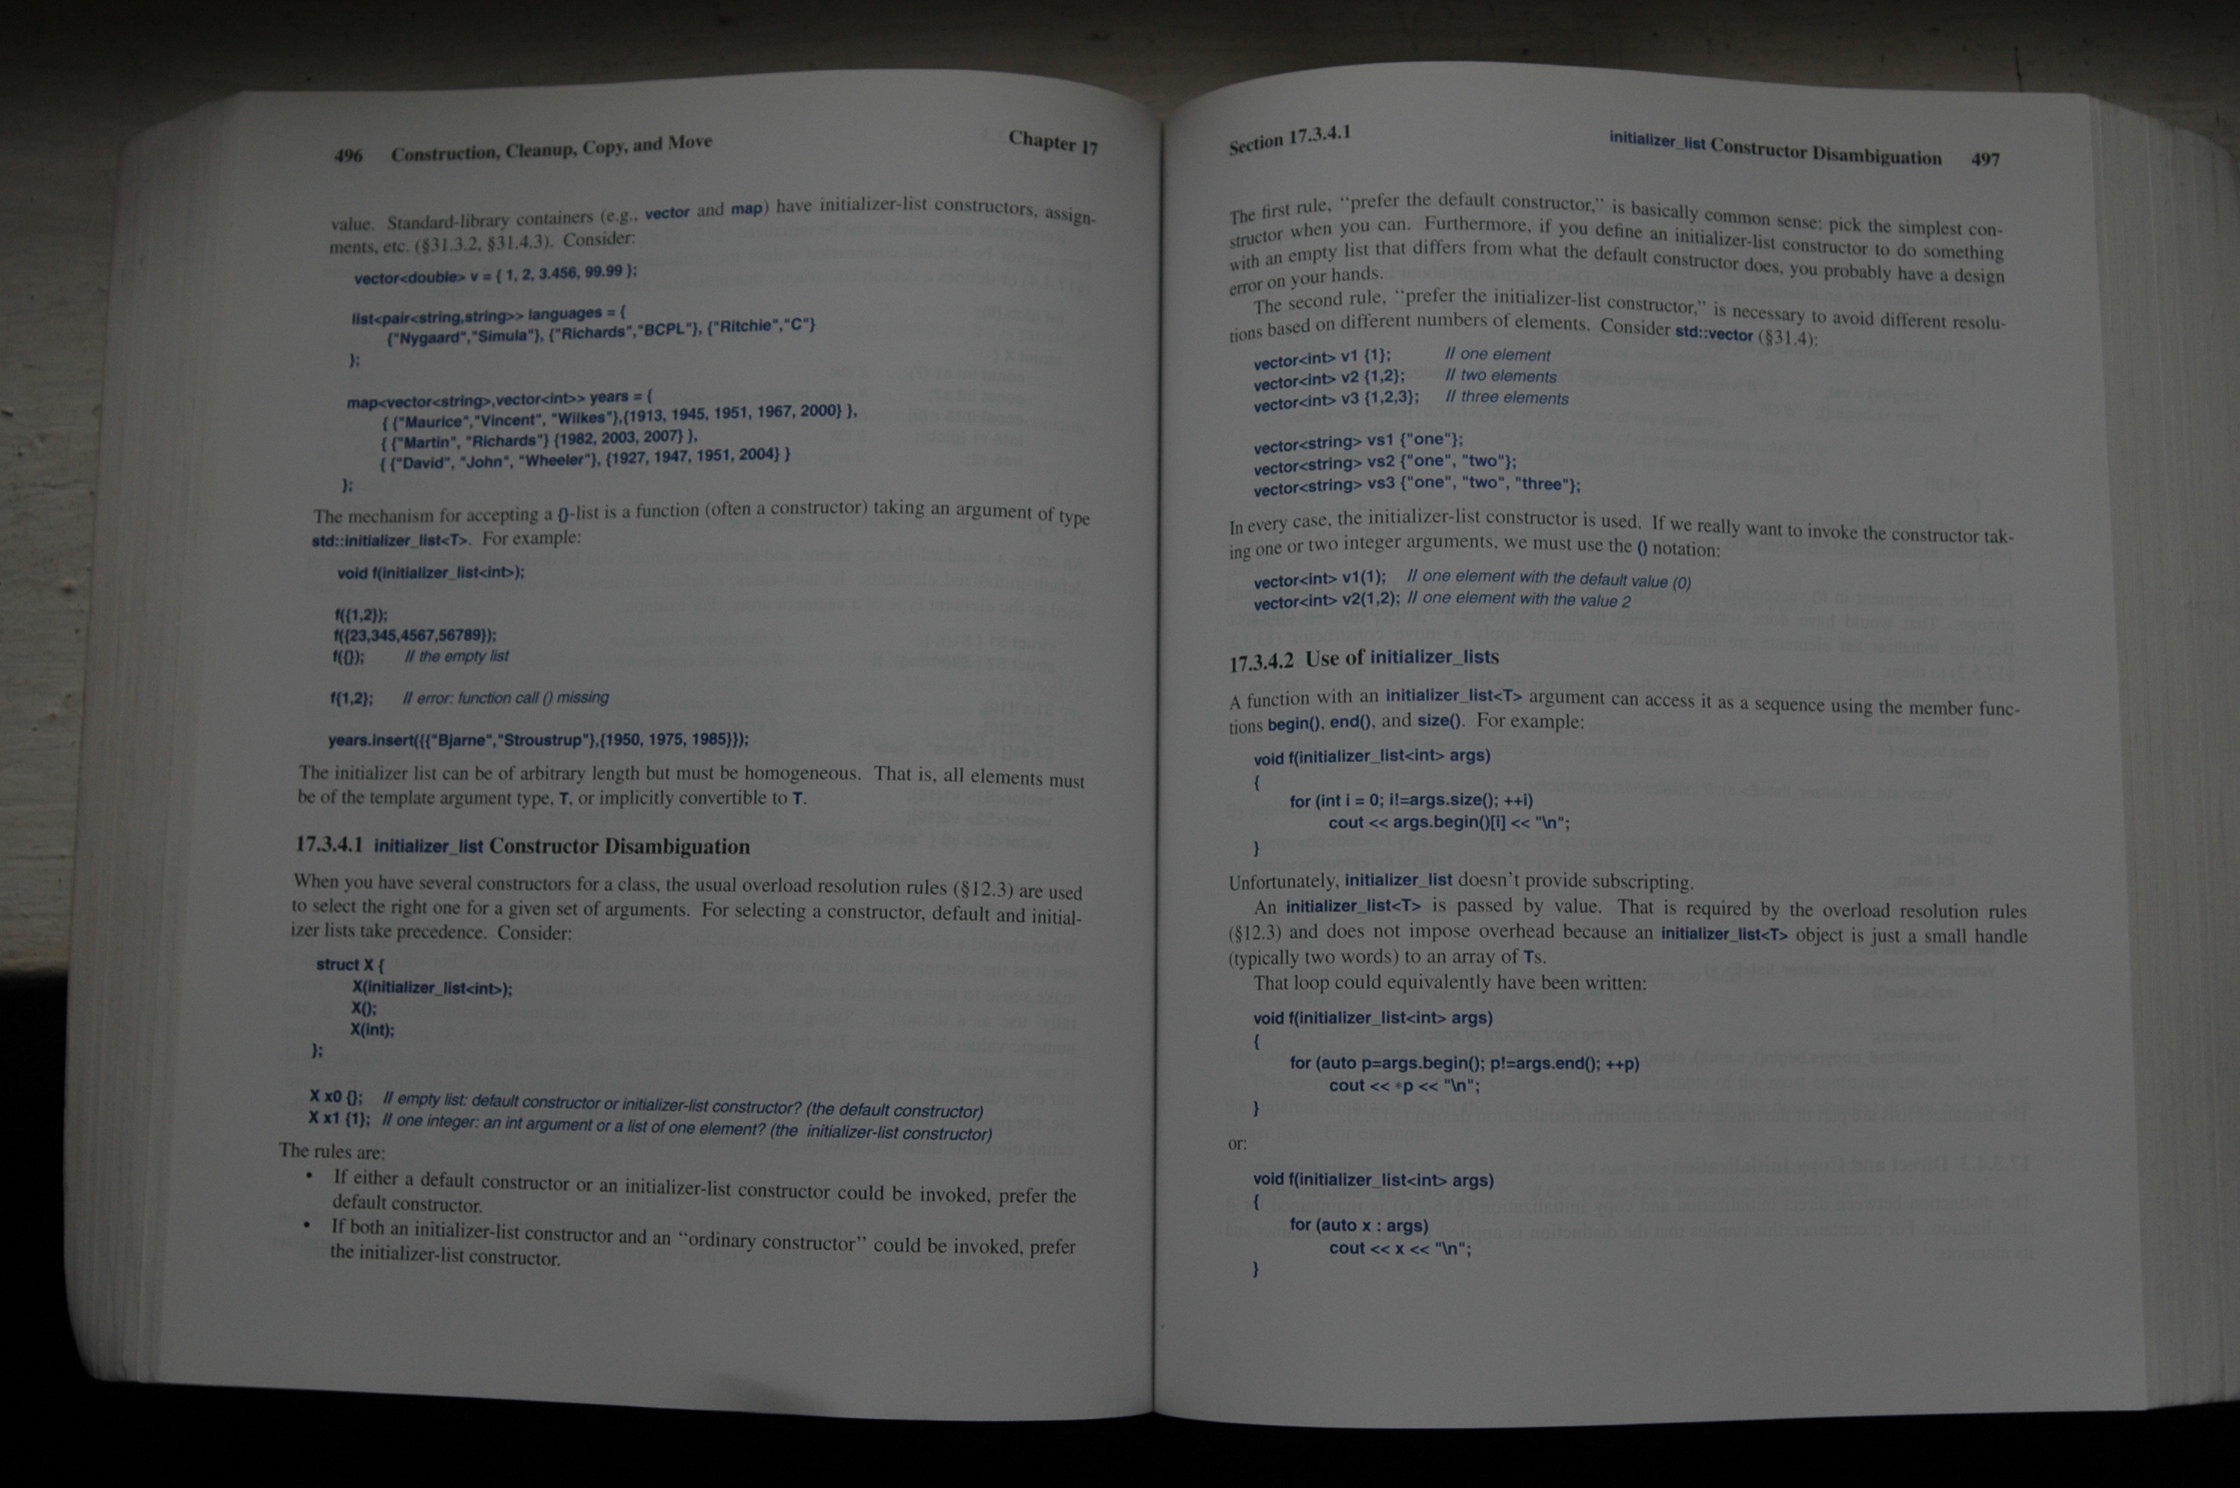 496 Construction, Cleanup, Copy, and Move Chapter 17
value. Standard-library containers (e.g., vector and map) have initializer-list constructors, assign-
ments, etc. (§31.3.2, §31.4.3). Consider:
vector<double> v = { 1, 2, 3.456, 99.99 };
list<pair<string,string>> languages = {
{"Nygaard","Simula"}, {"Richards","BCPL"}, {"Ritchie","C"}
};
map<vector<string>,vector<int>> years = {
{ {"Maurice","Vincent", "Wilkes"},{1913, 1945, 1951, 1967, 2000} },
{ {"Martin", "Richards"} {1982, 2003, 2007} },
{ {"David", "John", "Wheeler"}, {1927, 1947, 1951, 2004} }
};
The mechanism for accepting a {}-list is a function (often a constructor) taking an argument of type
std::initializer_list<T>. For example:
void f(initializer_list<int>);
f({1,2});
f({23,345,4567,56789});
f({}); // the empty list
f{1,2}; // error: function call () missing
years.insert({{"Bjarne","Stroustrup"},{1950, 1975, 1985}});
The initializer list can be of arbitrary length but must be homogeneous. That is, all elements must
be of the template argument type, T, or implicitly convertible to T.
17.3.4.1 initializer_list Constructor Disambiguation
When you have several constructors for a class, the usual overload resolution rules (§12.3) are used
to select the right one for a given set of arguments. For selecting a constructor, default and initial-
izer lists take precedence. Consider:
struct X {
X(initializer_list<int>);
X();
X(int);
};
X x0 {}; // empty list: default constructor or initializer-list constructor? (the default constructor)
X x1 {1}; // one integer: an int argument or a list of one element? (the initializer-list constructor)
The rules are:
• If either a default constructor or an initializer-list constructor could be invoked, prefer the
default constructor.
• If both an initializer-list constructor and an “ordinary constructor” could be invoked, prefer
the initializer-list constructor.
Section 17.3.4.1 initializer_list Constructor Disambiguation 497
The first rule, “prefer the default constructor,” is basically common sense: pick the simplest con-
structor when you can. Furthermore, if you define an initializer-list constructor to do something
with an empty list that differs from what the default constructor does, you probably have a design
error on your hands.
The second rule, “prefer the initializer-list constructor,” is necessary to avoid different resolu-
tions based on different numbers of elements. Consider std::vector (§31.4):
vector<int> v1 {1}; // one element
vector<int> v2 {1,2}; // two elements
vector<int> v3 {1,2,3}; // three elements
vector<string> vs1 {"one"};
vector<string> vs2 {"one", "two"};
vector<string> vs3 {"one", "two", "three"};
In every case, the initializer-list constructor is used. If we really want to invoke the constructor tak-
ing one or two integer arguments, we must use the () notation:
vector<int> v1(1); // one element with the default value (0)
vector<int> v2(1,2); // one element with the value 2
17.3.4.2 Use of initializer_lists
A function with an initializer_list<T> argument can access it as a sequence using the member func-
tions begin(), end(), and size(). For example:
void f(initializer_list<int> args)
{
for (int i = 0; i!=args.size(); ++i)
cout << args.begin()[i] << "\n";
}
Unfortunately, initializer_list doesn’t provide subscripting.
An initializer_list<T> is passed by value. That is required by the overload resolution rules
(§12.3) and does not impose overhead because an initializer_list<T> object is just a small handle
(typically two words) to an array of Ts.
That loop could equivalently have been written:
void f(initializer_list<int> args)
{
for (auto p=args.begin(); p!=args.end(); ++p)
cout << *p << "\n";
}
or:
void f(initializer_list<int> args)
{
for (auto x : args)
cout << x << "\n";
}